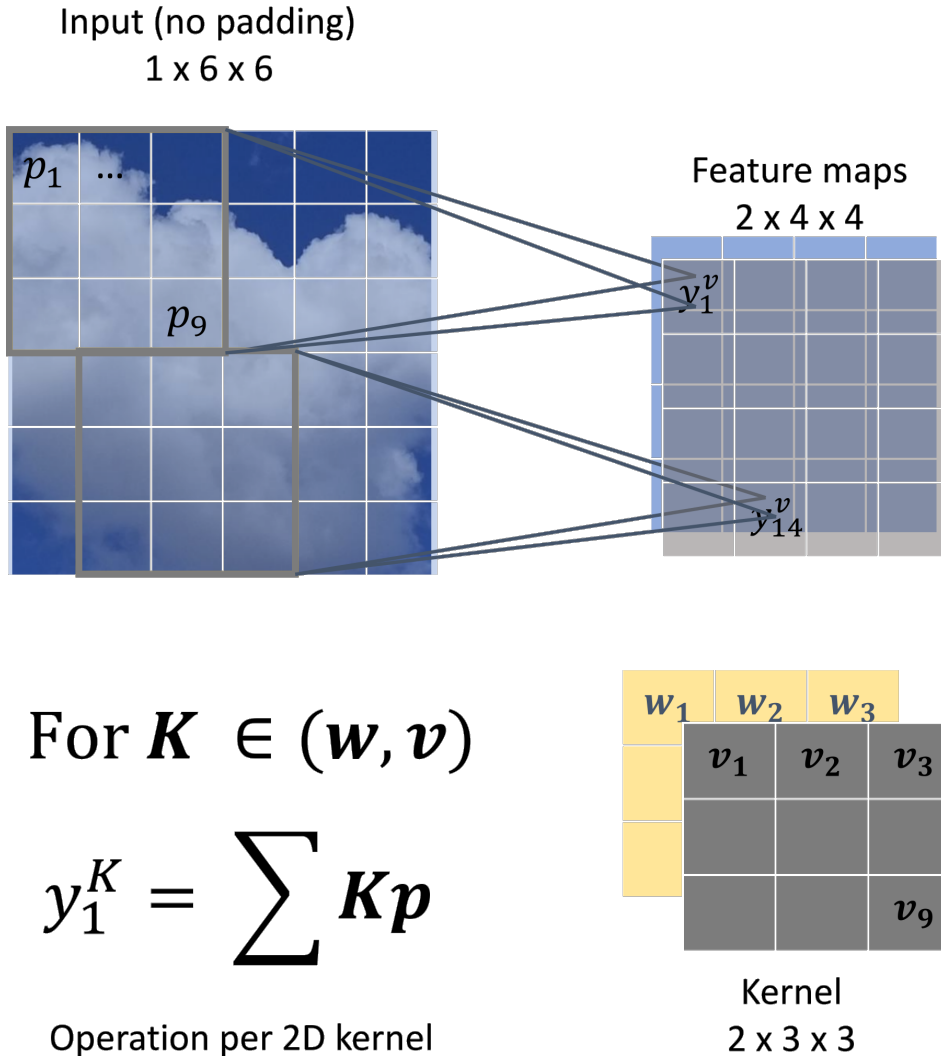 Input (no padding)
1 x 6 x 6
Feature maps
2 x 4 x 4
p₁ ...
p₉
y₁ᵛ
y₁₄ᵛ
For K ∈ (w, v)
y₁ᴷ = ∑ Kp
Operation per 2D kernel
w₁ w₂ w₃
v₁ v₂ v₃
v₉
Kernel
2 x 3 x 3